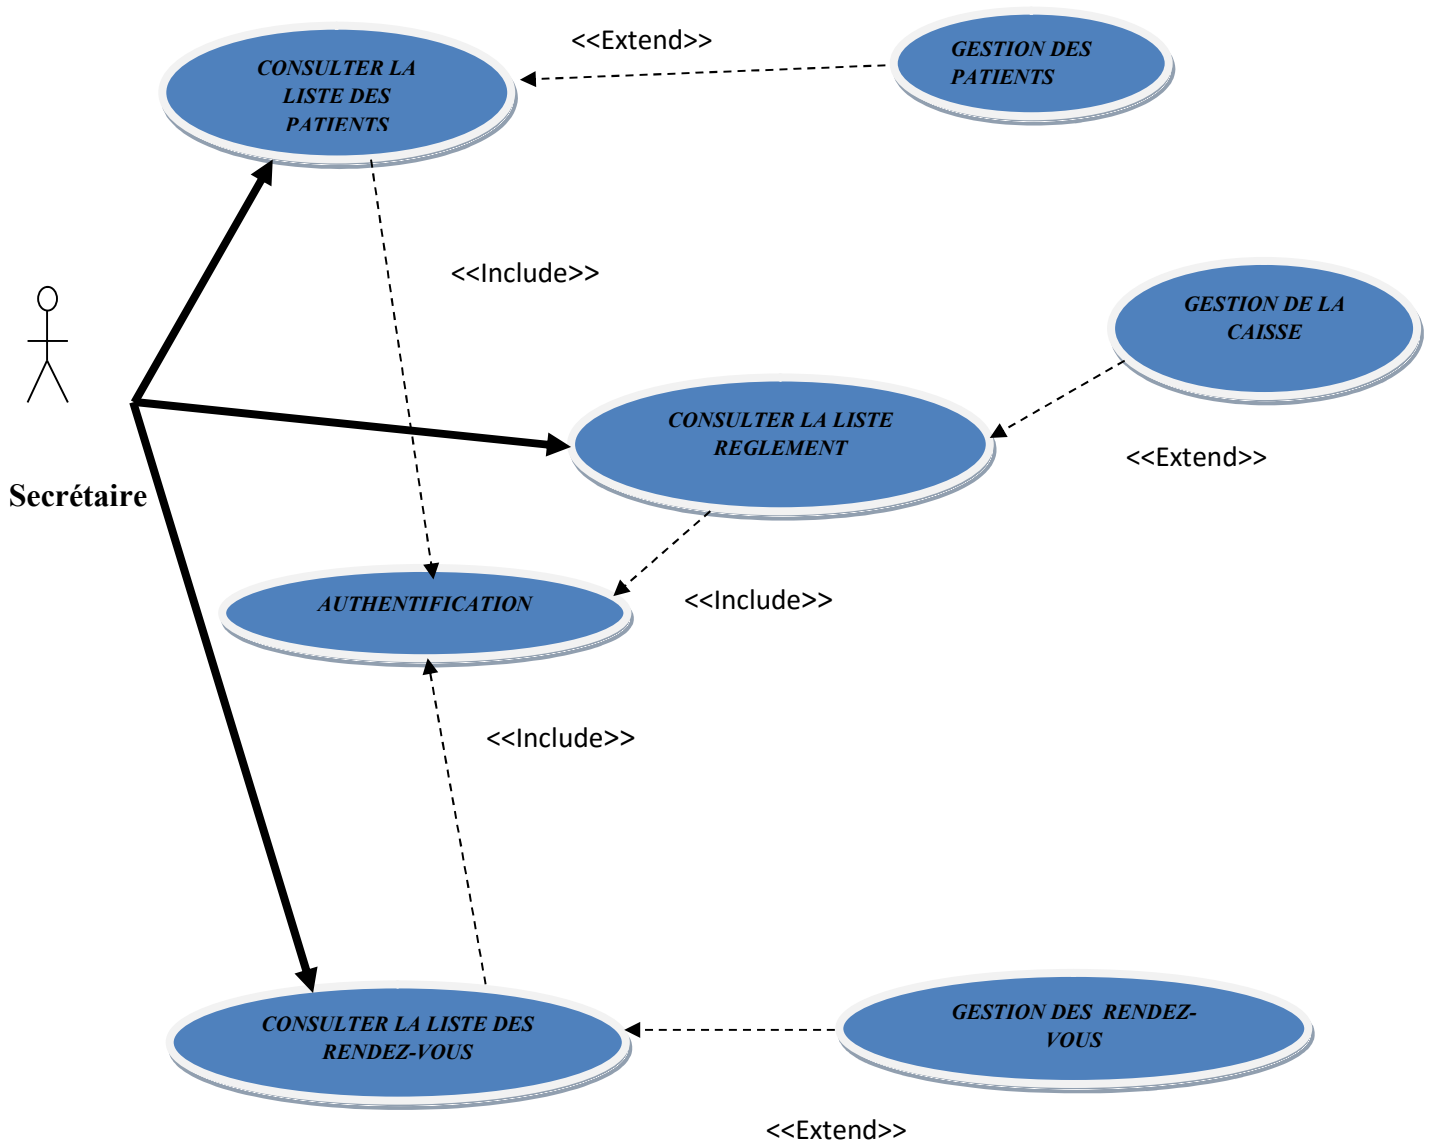 <<Extend>>
GESTION DES
PATIENTS
CONSULTER LA
LISTE DES
PATIENTS
<<Include>>
GESTION DE LA
CAISSE
CONSULTER LA LISTE
REGLEMENT
<<Extend>>
Secrétaire
AUTHENTIFICATION
<<Include>>
<<Include>>
CONSULTER LA LISTE DES
RENDEZ-VOUS
GESTION DES  RENDEZ-
VOUS
<<Extend>>